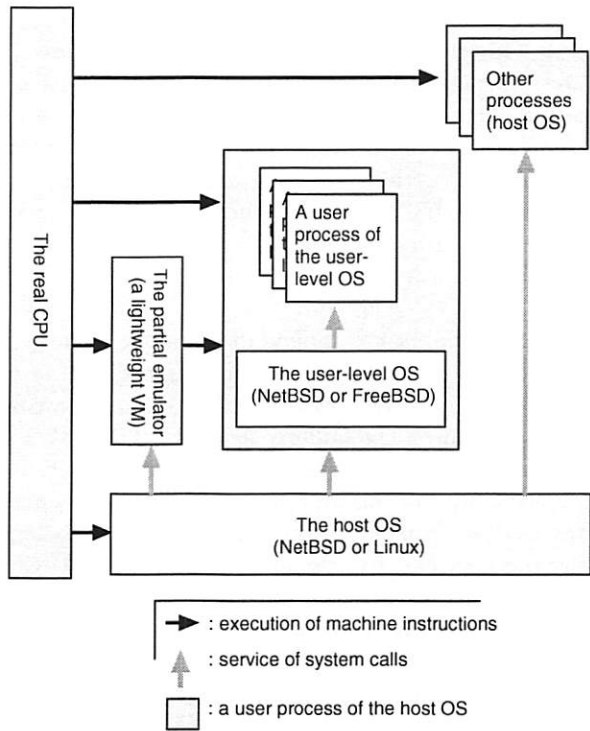 Other
processes
(host OS)
A user
process of
the user-
level OS
The real CPU
The partial emulator
(a lightweight VM)
The user-level OS
(NetBSD or FreeBSD)
The host OS
(NetBSD or Linux)
: execution of machine instructions
: service of system calls
: a user process of the host OS